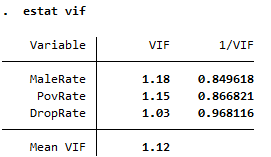 . estat vif
Variable VIF 1/VIF
MaleRate 1.18 0.849618
PovRate 1.15 0.866821
DropRate 1.03 0.968116
Mean VIF 1.12